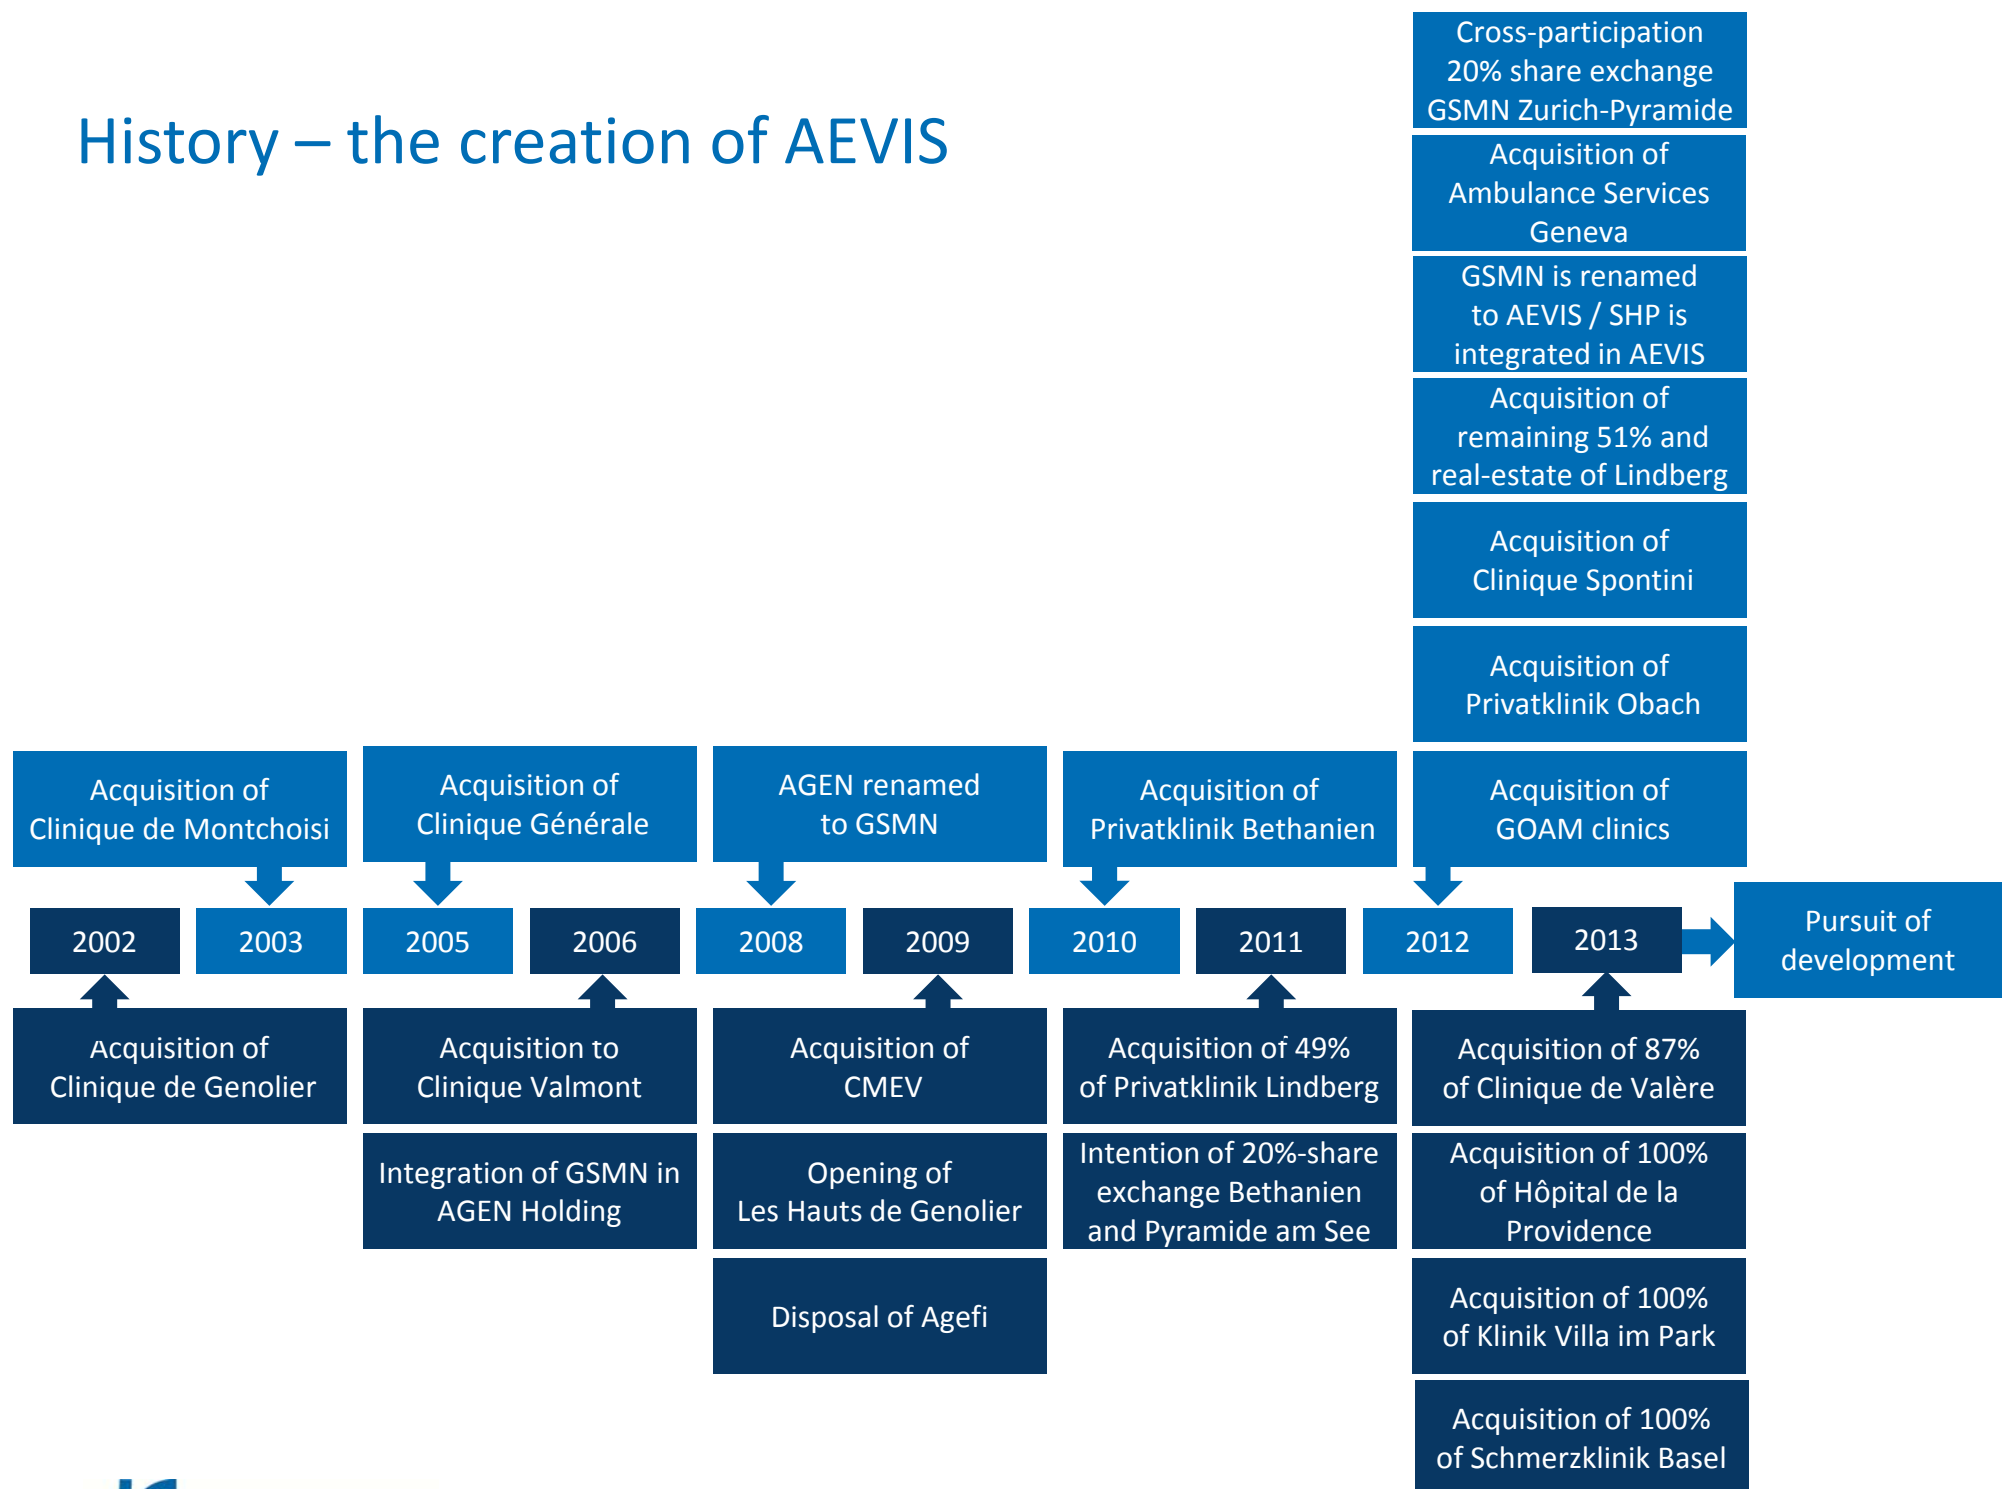 History – the creation of AEVIS
Cross-participation
20% share exchange
GSMN Zurich-Pyramide
Acquisition of
Ambulance Services
Geneva
GSMN is renamed
to AEVIS / SHP is
integrated in AEVIS
Acquisition of
remaining 51% and
real-estate of Lindberg
Acquisition of
Clinique Spontini
Acquisition of
Privatklinik Obach
Acquisition of
Clinique de Montchoisi
Acquisition of
Clinique Générale
AGEN renamed
to GSMN
Acquisition of
Privatklinik Bethanien
Acquisition of
GOAM clinics
2002
2003
2005
2006
2008
2009
2010
2011
2012
2013
Pursuit of
development
Acquisition of
Clinique de Genolier
Acquisition to
Clinique Valmont
Acquisition of
CMEV
Acquisition of 49%
of Privatklinik Lindberg
Acquisition of 87%
of Clinique de Valère
Integration of GSMN in
AGEN Holding
Opening of
Les Hauts de Genolier
Intention of 20%-share
exchange Bethanien
and Pyramide am See
Acquisition of 100%
of Hôpital de la
Providence
Disposal of Agefi
Acquisition of 100%
of Klinik Villa im Park
Acquisition of 100%
of Schmerzklinik Basel